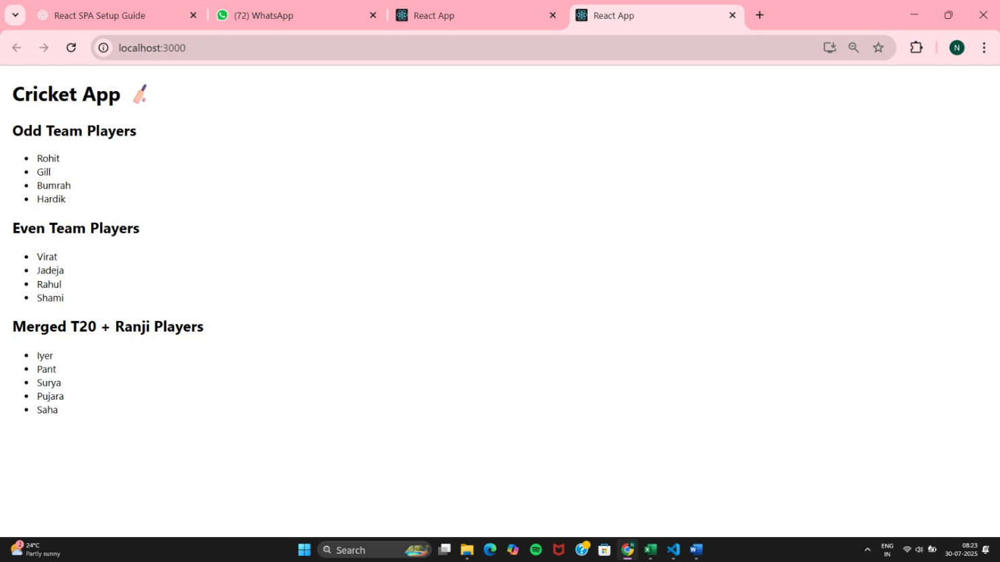 React SPA Setup Guide
(72) WhatsApp
React App
React App
localhost:3000
N
Cricket App 🏏
Odd Team Players
• Rohit
• Gill
• Bumrah
• Hardik
Even Team Players
• Virat
• Jadeja
• Rahul
• Shami
Merged T20 + Ranji Players
• Iyer
• Pant
• Surya
• Pujara
• Saha
2
24°C
Partly sunny
Search
ENG
IN
08:23
30-07-2025